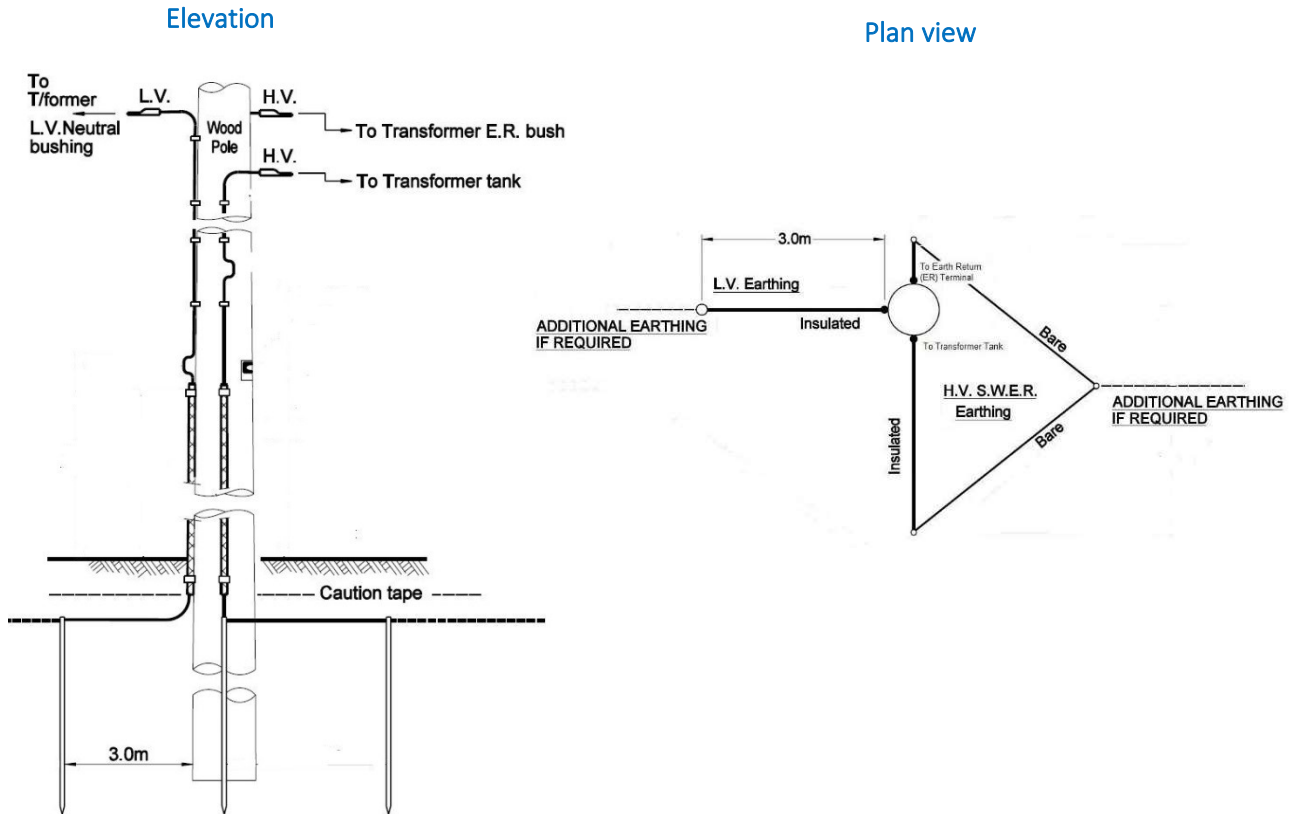 Elevation
Plan view
To
T/former
L.V.Neutral
bushing
L.V.
Wood
Pole
H.V.
To Transformer E.R. bush
H.V.
To Transformer tank
Caution tape
3.0m
3.0m
L.V. Earthing
To Earth Return
(ER) Terminal
Insulated
ADDITIONAL EARTHING
IF REQUIRED
To Transformer Tank
Bare
H.V. S.W.E.R.
Earthing
Insulated
Bare
ADDITIONAL EARTHING
IF REQUIRED